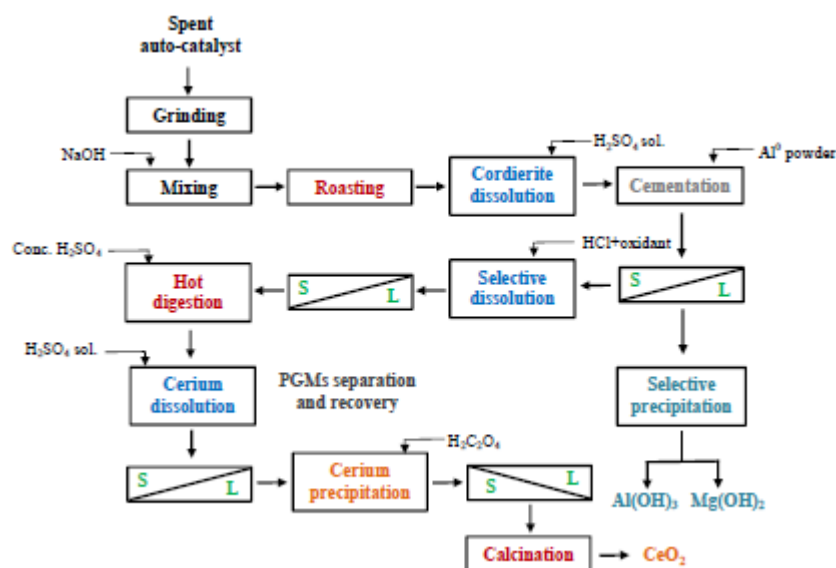 Spent
auto-catalyst
Grinding
NaOH
Mixing
Roasting
Cordierite
dissolution
H₂SO₄ sol.
Cementation
Al⁰ powder
Conc. H₂SO₄
Hot
digestion
S
L
Selective
dissolution
HCl+oxidant
S
L
H₂SO₄ sol.
Cerium
dissolution
PGMs separation
and recovery
Selective
precipitation
S
L
Cerium
precipitation
H₂C₂O₄
S
L
Al(OH)₃
Mg(OH)₂
Calcination
CeO₂